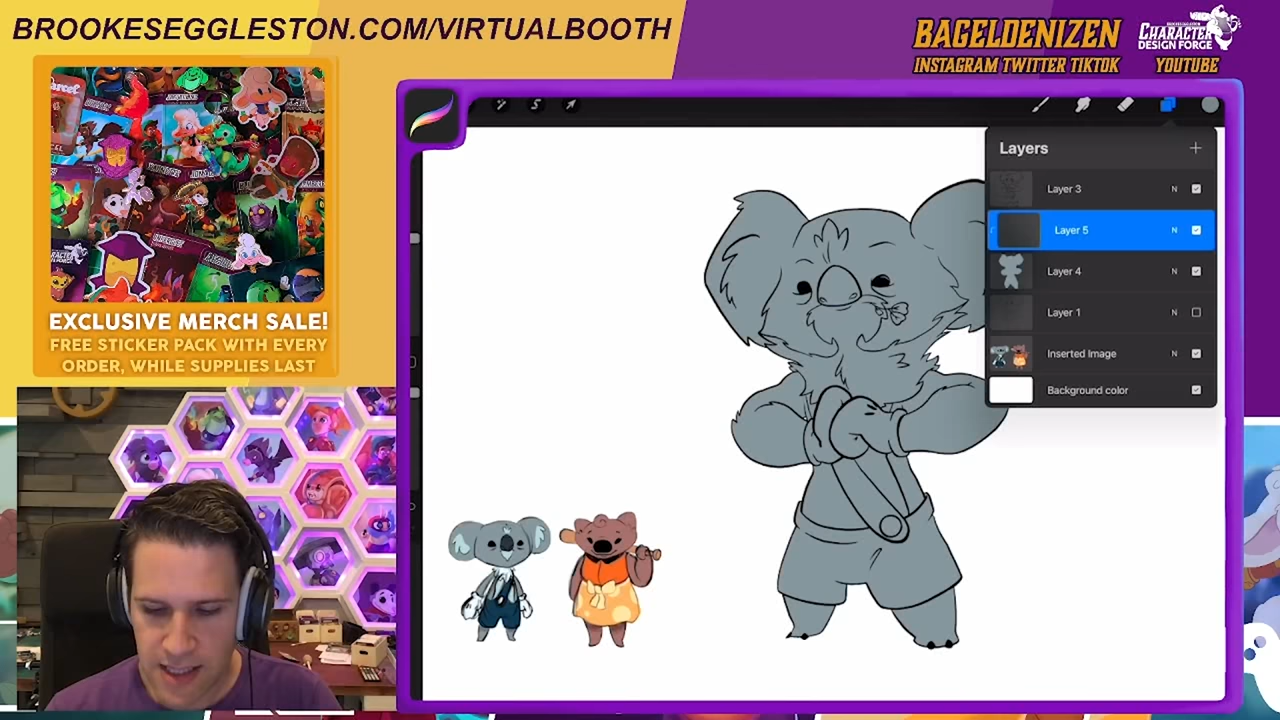 BROOKESEGGLESTON.COM/VIRTUALBOOTH
BAGELDENIZEN
INSTAGRAM TWITTER TIKTOK
CHARACTER
DESIGN FORGE
YOUTUBE
EXCLUSIVE MERCH SALE!
FREE STICKER PACK WITH EVERY
ORDER, WHILE SUPPLIES LAST
Layers
Layer 3 N
Layer 5 N
Layer 4 N
Layer 1 N
Inserted Image N
Background color